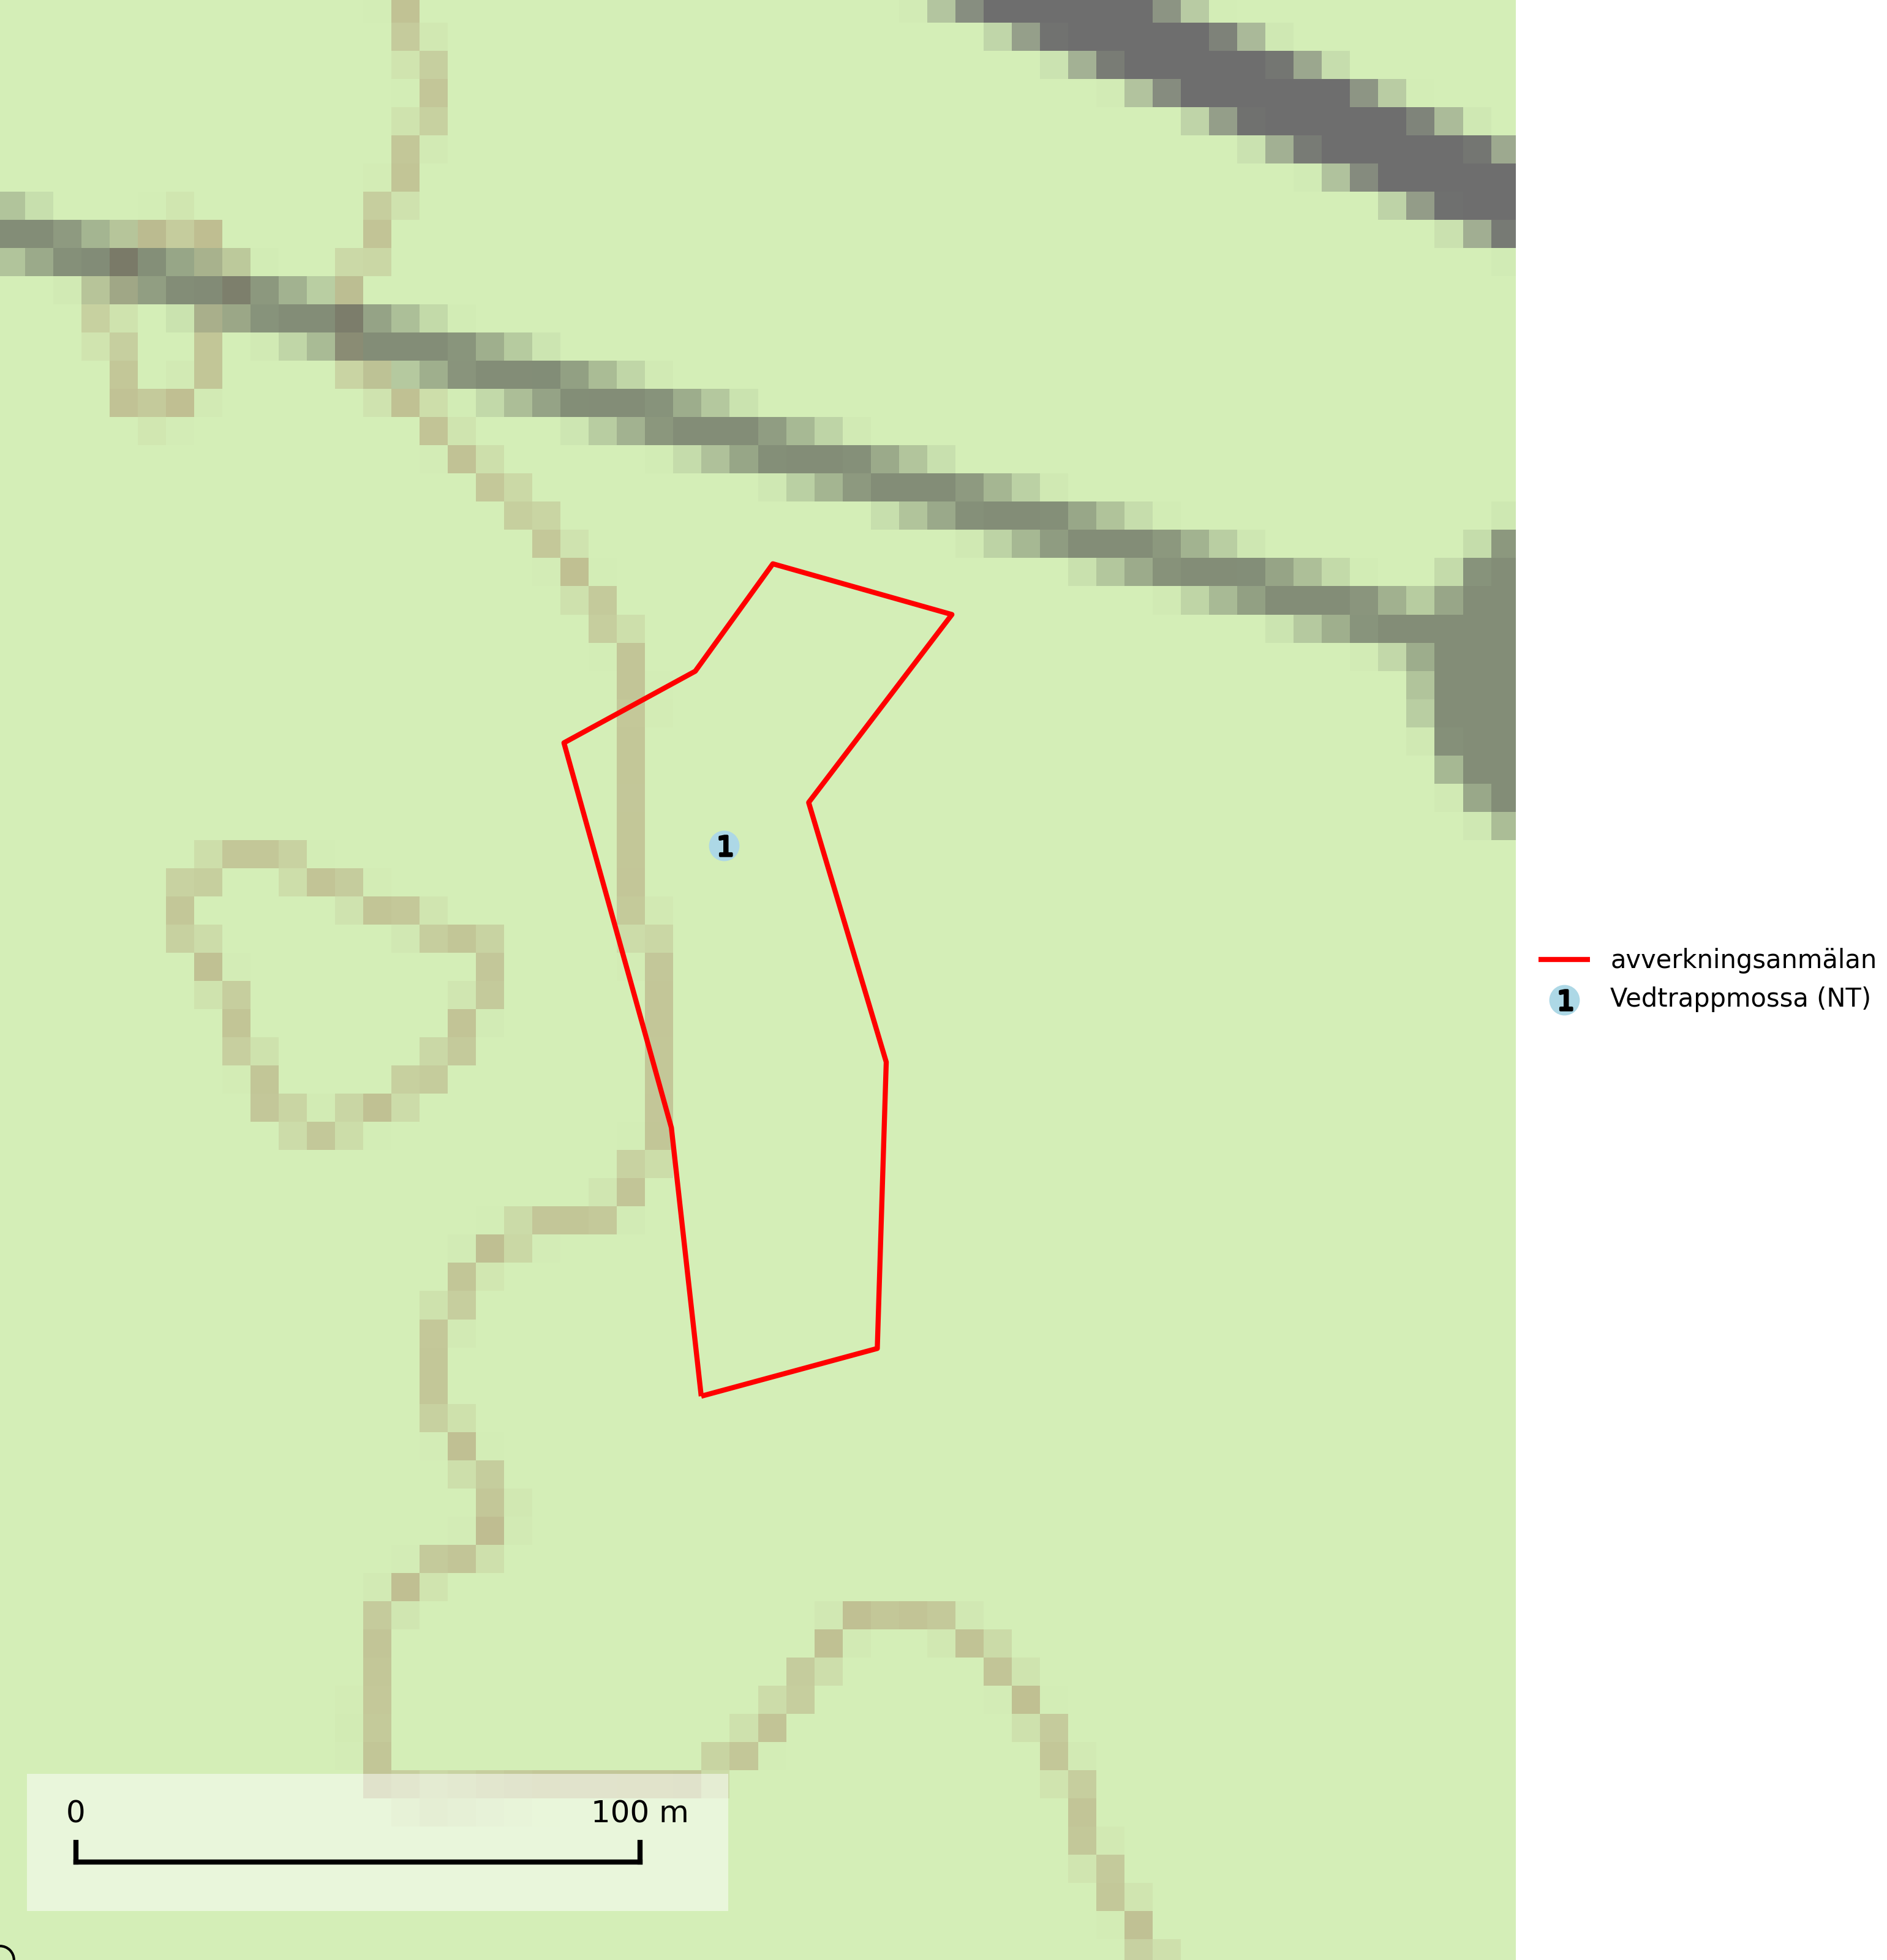 1
avverkningsanmälan
1 Vedtrappmossa (NT)
0 100 m